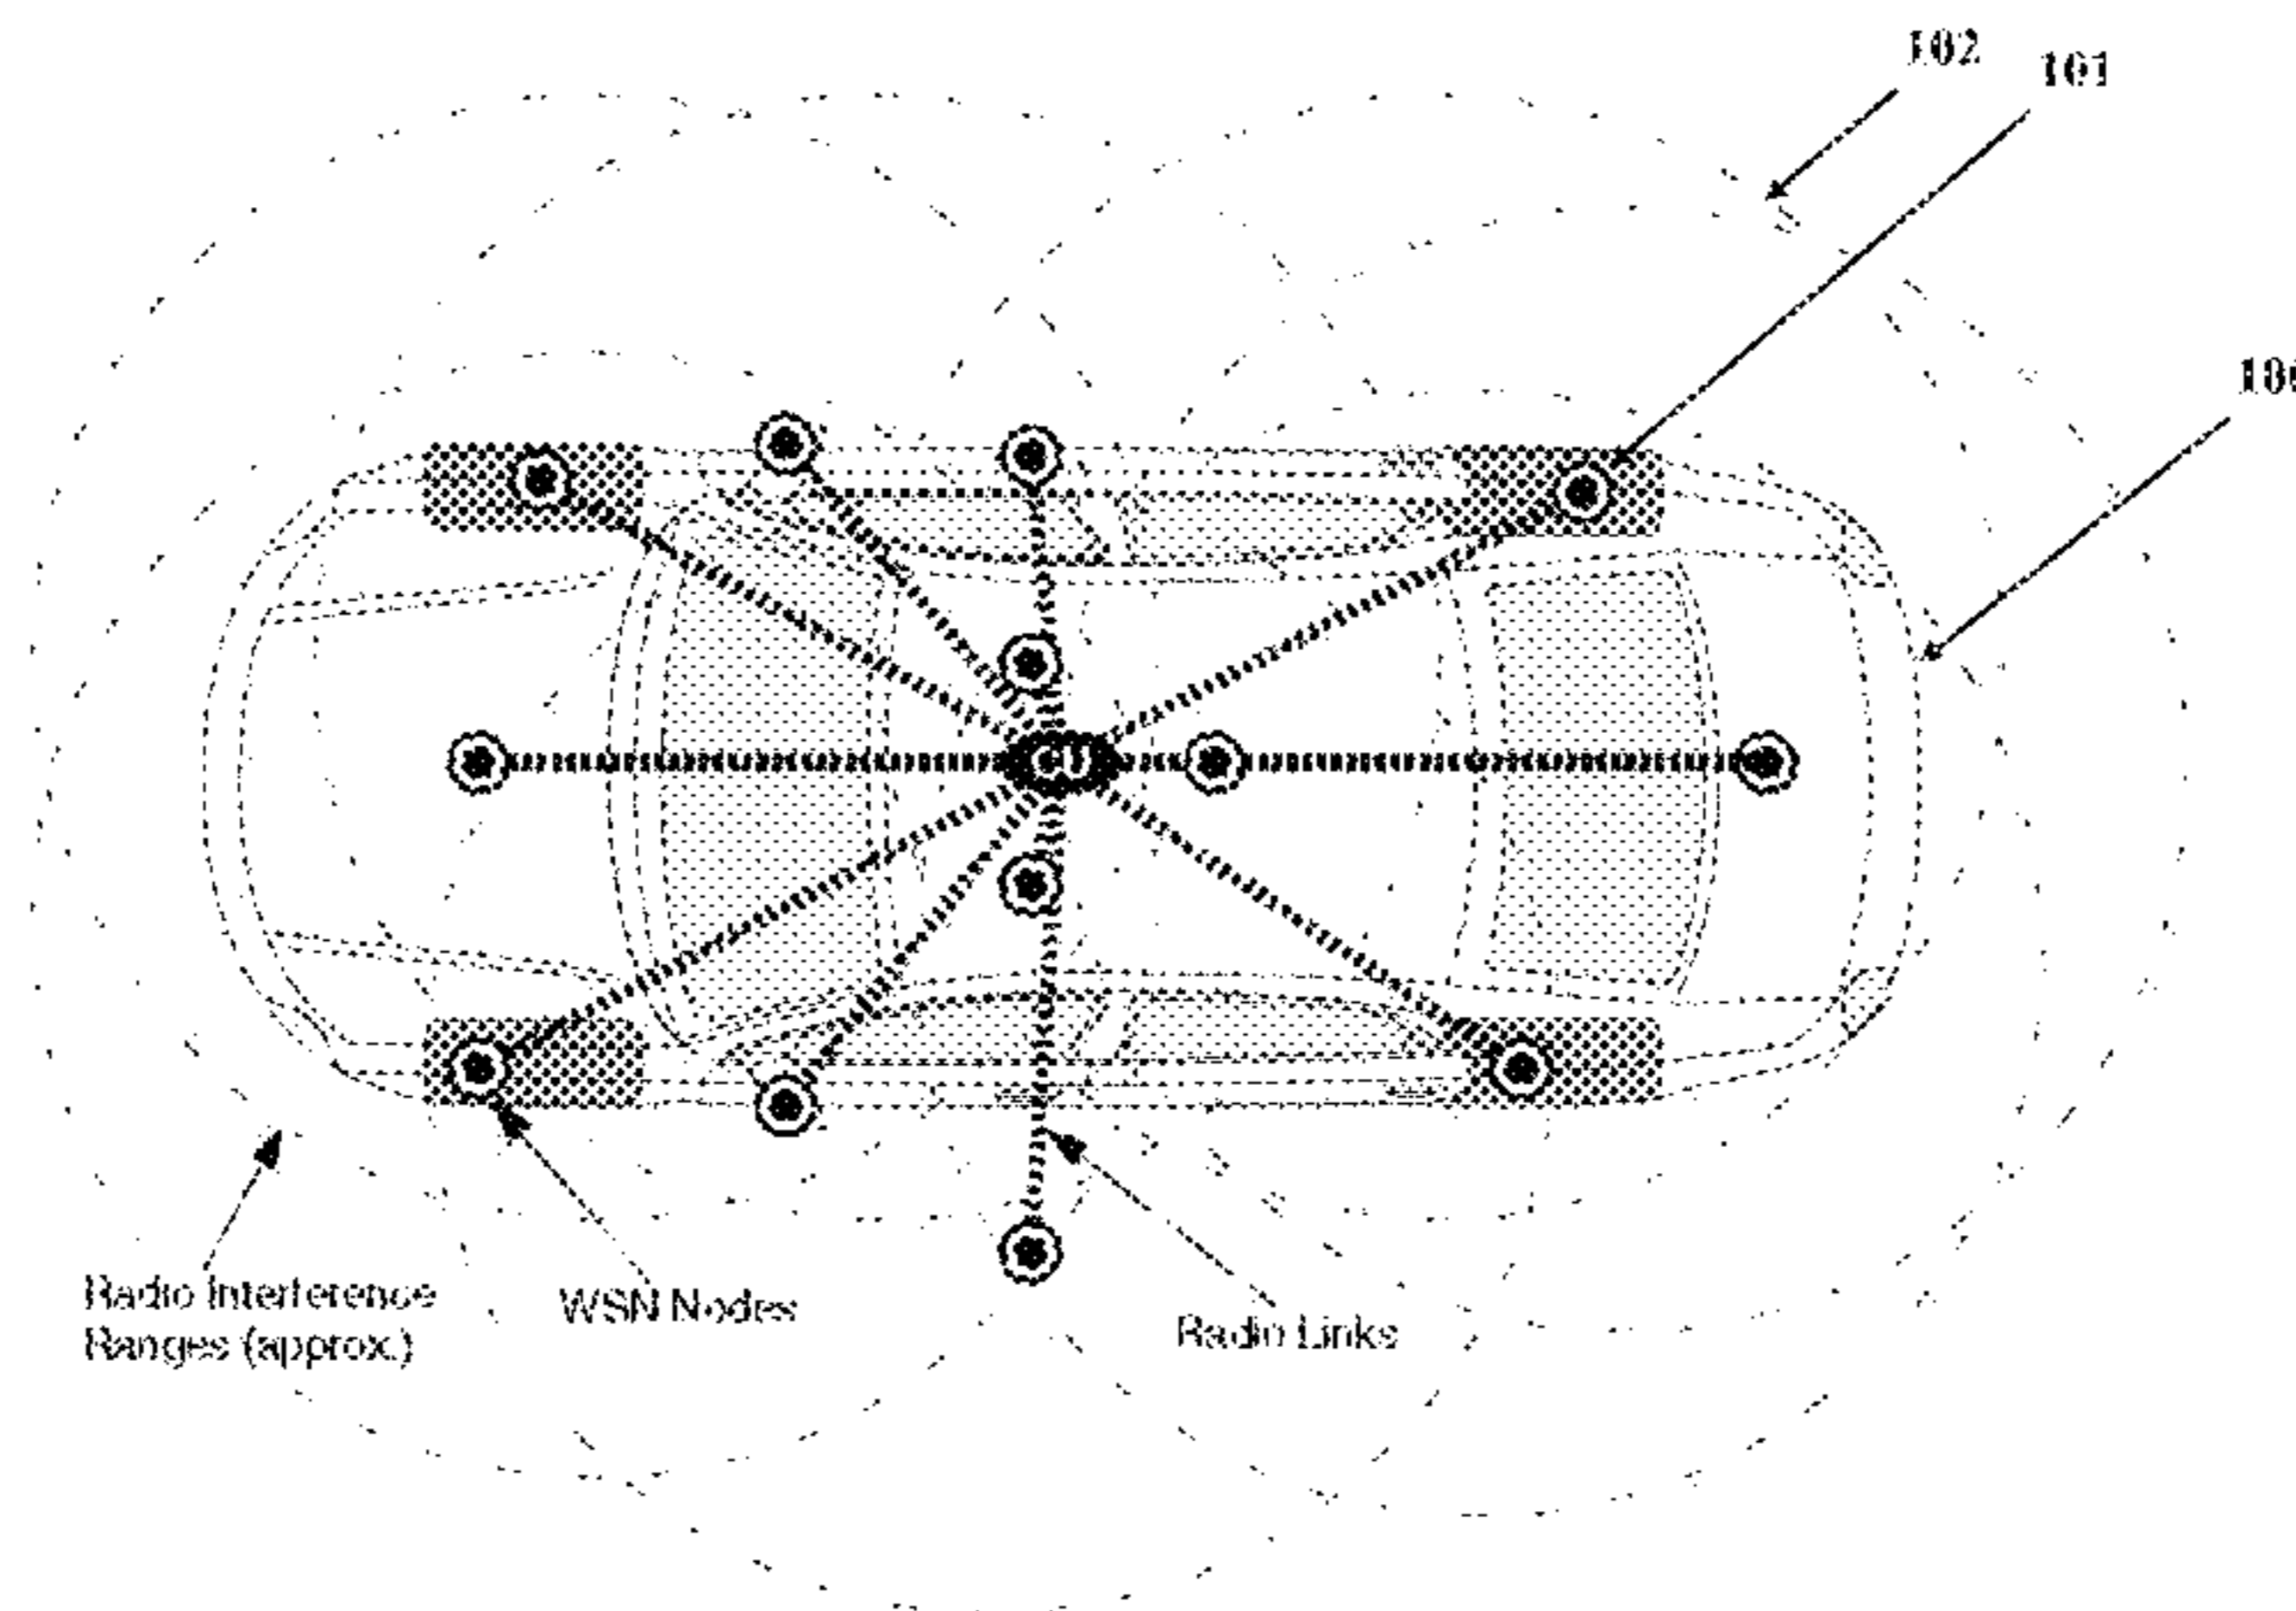 102
101
Radio Interference
Ranges (approx.)
WSN Nodes
Radio Links